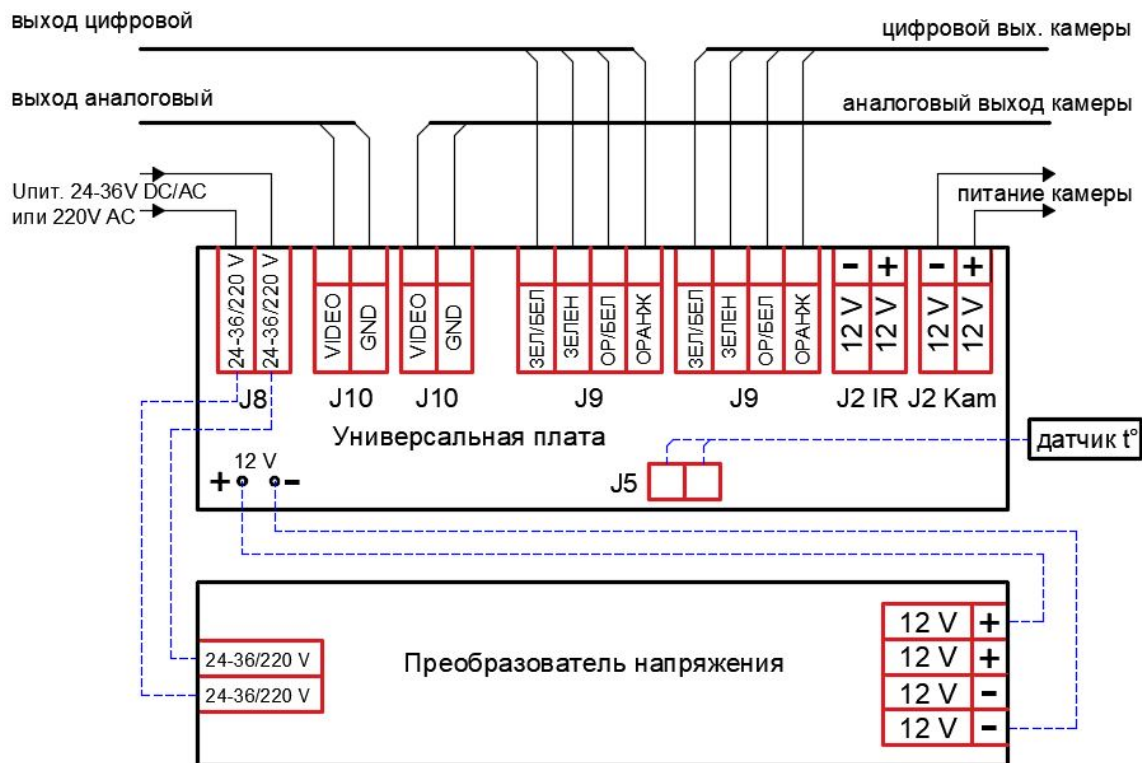 выход цифровой
цифровой вых. камеры
выход аналоговый
аналоговый выход камеры
Uпит. 24-36V DC/AC
или 220V AC
питание камеры
24-36/220 V
24-36/220 V
VIDEO
GND
VIDEO
GND
ЗЕЛ/БЕЛ
ЗЕЛЕН
ОР/БЕЛ
ОРАНЖ
ЗЕЛ/БЕЛ
ЗЕЛЕН
ОР/БЕЛ
ОРАНЖ
12 V -
12 V +
12 V -
12 V +
J8 J10 J10 J9 J9 J2 IR J2 Kam
Универсальная плата
датчик t°
+ 12 V -
J5
12 V +
12 V +
12 V -
12 V -
Преобразователь напряжения
24-36/220 V
24-36/220 V